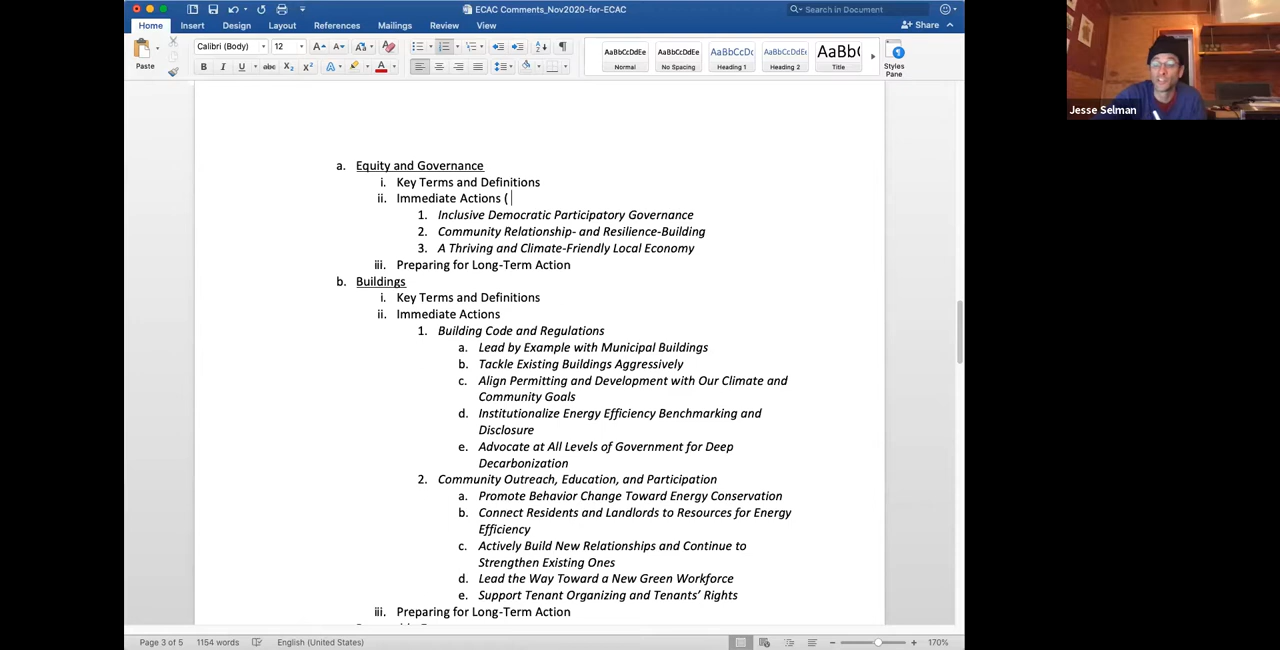 ECAC Comments_Nov2020-for-ECAC
Search in Document
Home Insert Design Layout References Mailings Review View
Share
Paste
Calibri (Body) 12
AaBbCcDdEe AaBbCcDdEe AaBbCcDc AaBbCcDdEe AaBb(
Normal No Spacing Heading 1 Heading 2 Title
Styles
Pane
Jesse Selman
a. Equity and Governance
i. Key Terms and Definitions
ii. Immediate Actions (
1. Inclusive Democratic Participatory Governance
2. Community Relationship- and Resilience-Building
3. A Thriving and Climate-Friendly Local Economy
iii. Preparing for Long-Term Action
b. Buildings
i. Key Terms and Definitions
ii. Immediate Actions
1. Building Code and Regulations
a. Lead by Example with Municipal Buildings
b. Tackle Existing Buildings Aggressively
c. Align Permitting and Development with Our Climate and
Community Goals
d. Institutionalize Energy Efficiency Benchmarking and
Disclosure
e. Advocate at All Levels of Government for Deep
Decarbonization
2. Community Outreach, Education, and Participation
a. Promote Behavior Change Toward Energy Conservation
b. Connect Residents and Landlords to Resources for Energy
Efficiency
c. Actively Build New Relationships and Continue to
Strengthen Existing Ones
d. Lead the Way Toward a New Green Workforce
e. Support Tenant Organizing and Tenants' Rights
iii. Preparing for Long-Term Action
Page 3 of 5 1154 words English (United States) 170%